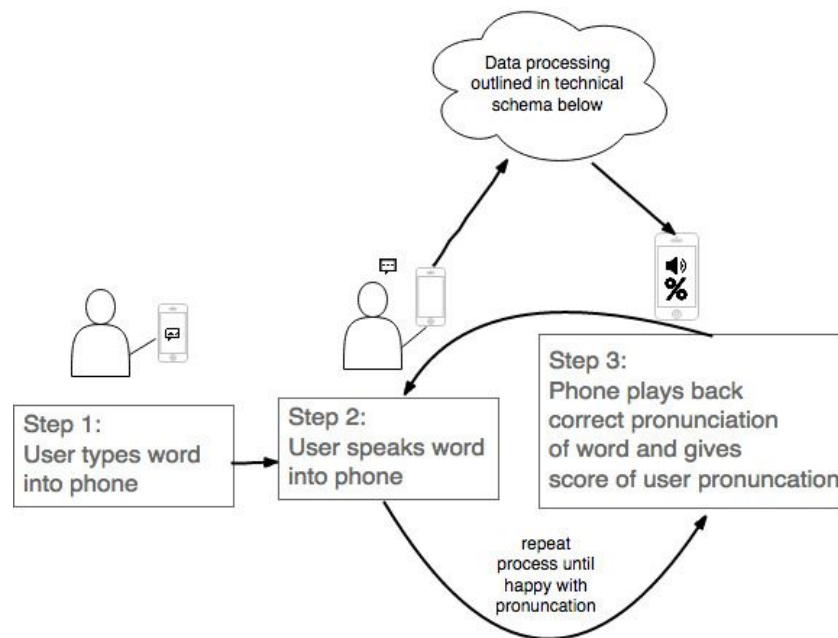 Data processing
outlined in technical
schema below
Step 1:
User types word
into phone
Step 2:
User speaks word
into phone
%
Step 3:
Phone plays back
correct pronunciation
of word and gives
score of user pronuncation
repeat
process until
happy with
pronuncation